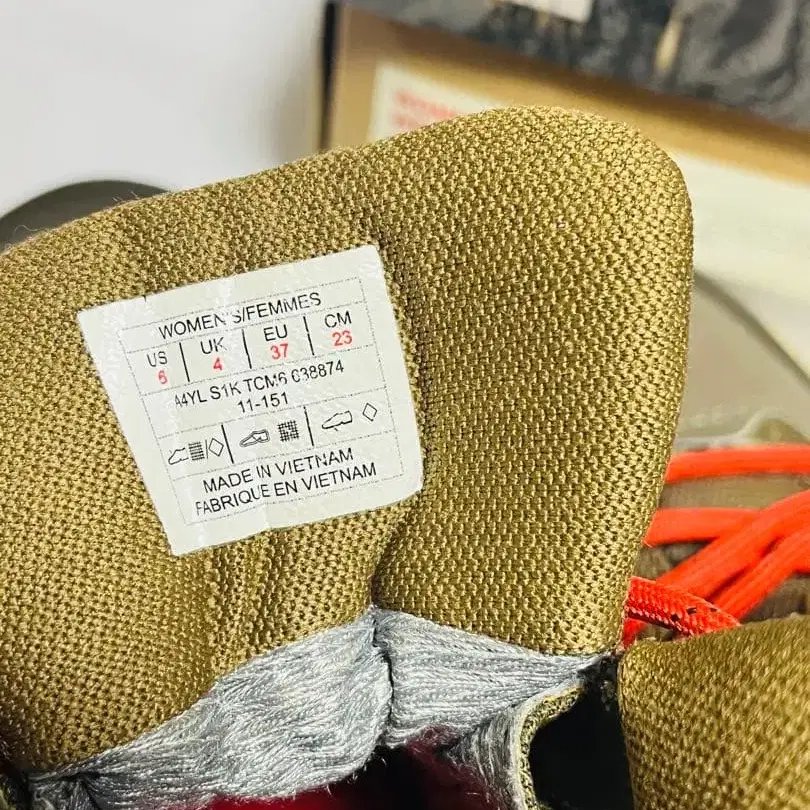 WOMEN'S/FEMMES
US UK EU CM
6 4 37 23
A4YL S1K TCM6 038874
11-151
MADE IN VIETNAM
FABRIQUE EN VIETNAM